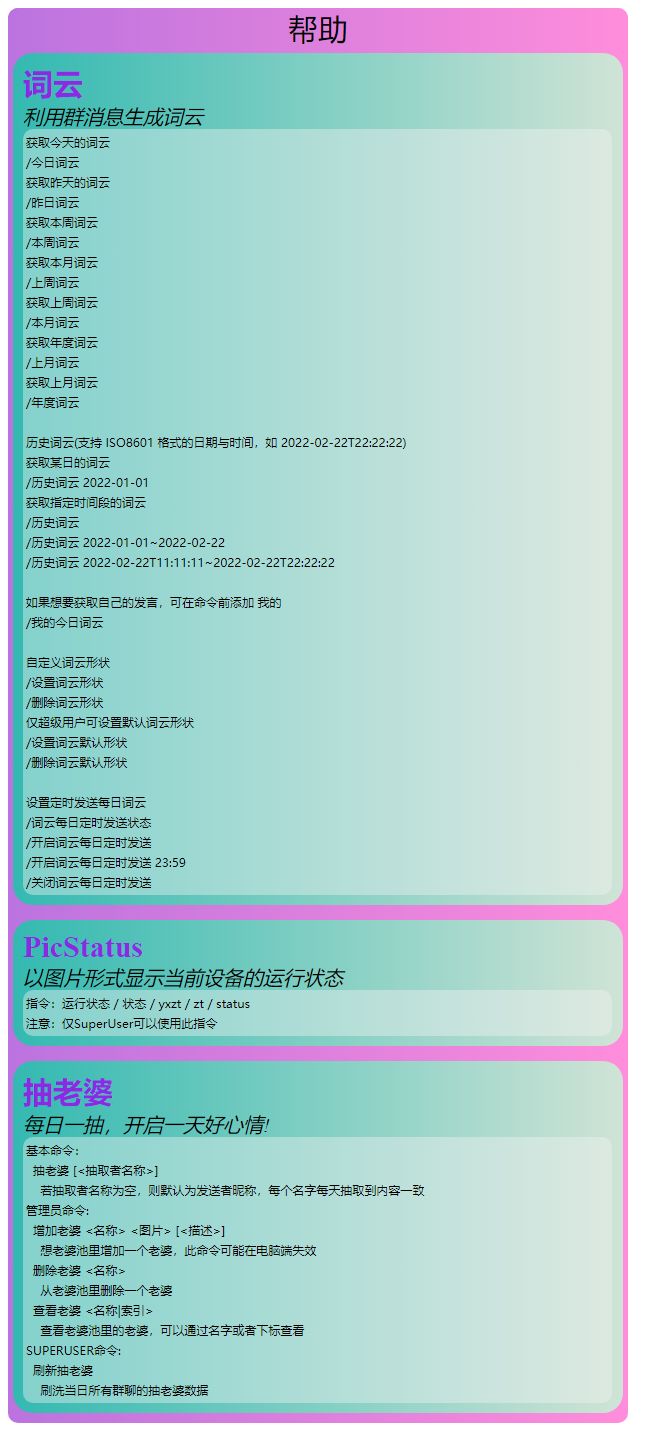 帮助
词云
利用群消息生成词云
获取今天的词云
/今日词云
获取昨天的词云
/昨日词云
获取本周词云
/本周词云
获取本月词云
/上周词云
获取上周词云
/本月词云
获取年度词云
/上月词云
获取上月词云
/年度词云
历史词云(支持 ISO8601 格式的日期与时间，如 2022-02-22T22:22:22)
获取某日的词云
/历史词云 2022-01-01
获取指定时间段的词云
/历史词云
/历史词云 2022-01-01~2022-02-22
/历史词云 2022-02-22T11:11:11~2022-02-22T22:22:22
如果想要获取自己的发言，可在命令前添加 我的
/我的今日词云
自定义词云形状
/设置词云形状
/删除词云形状
仅超级用户可设置默认词云形状
/设置词云默认形状
/删除词云默认形状
设置定时发送每日词云
/词云每日定时发送状态
/开启词云每日定时发送
/开启词云每日定时发送 23:59
/关闭词云每日定时发送
PicStatus
以图片形式显示当前设备的运行状态
指令：运行状态 / 状态 / yxzt / zt / status
注意：仅SuperUser可以使用此指令
抽老婆
每日一抽，开启一天好心情!
基本命令:
抽老婆 [<抽取者名称>]
若抽取者名称为空，则默认为发送者昵称，每个名字每天抽取到内容一致
管理员命令:
增加老婆 <名称> <图片> [<描述>]
想老婆池里增加一个老婆，此命令可能在电脑端失效
删除老婆 <名称>
从老婆池里删除一个老婆
查看老婆 <名称|索引>
查看老婆池里的老婆，可以通过名字或者下标查看
SUPERUSER命令:
刷新抽老婆
刷洗当日所有群聊的抽老婆数据